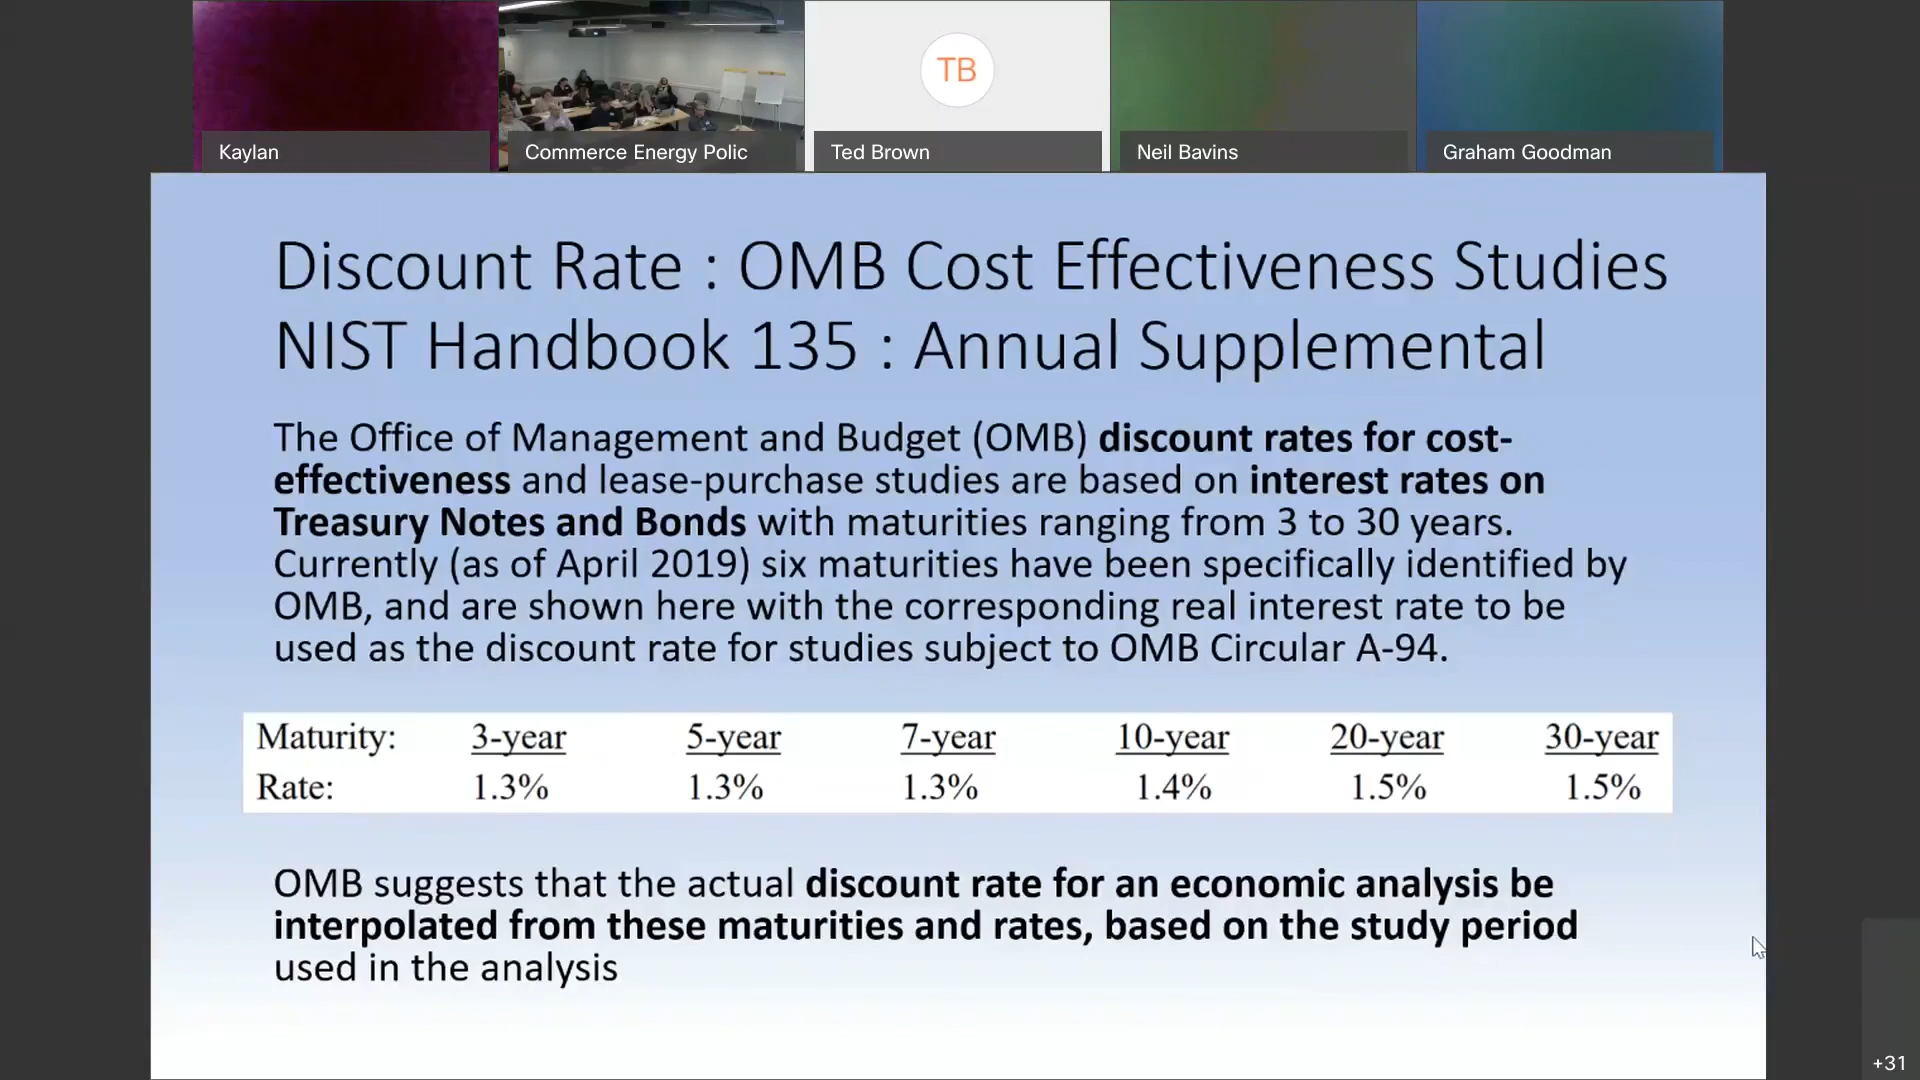 TB
Kaylan
Commerce Energy Polic
Ted Brown
Neil Bavins
Graham Goodman
Discount Rate : OMB Cost Effectiveness Studies
NIST Handbook 135 : Annual Supplemental
The Office of Management and Budget (OMB) discount rates for cost-
effectiveness and lease-purchase studies are based on interest rates on
Treasury Notes and Bonds with maturities ranging from 3 to 30 years.
Currently (as of April 2019) six maturities have been specifically identified by
OMB, and are shown here with the corresponding real interest rate to be
used as the discount rate for studies subject to OMB Circular A-94.
Maturity: 3-year 5-year 7-year 10-year 20-year 30-year
Rate: 1.3% 1.3% 1.3% 1.4% 1.5% 1.5%
OMB suggests that the actual discount rate for an economic analysis be
interpolated from these maturities and rates, based on the study period
used in the analysis
+31